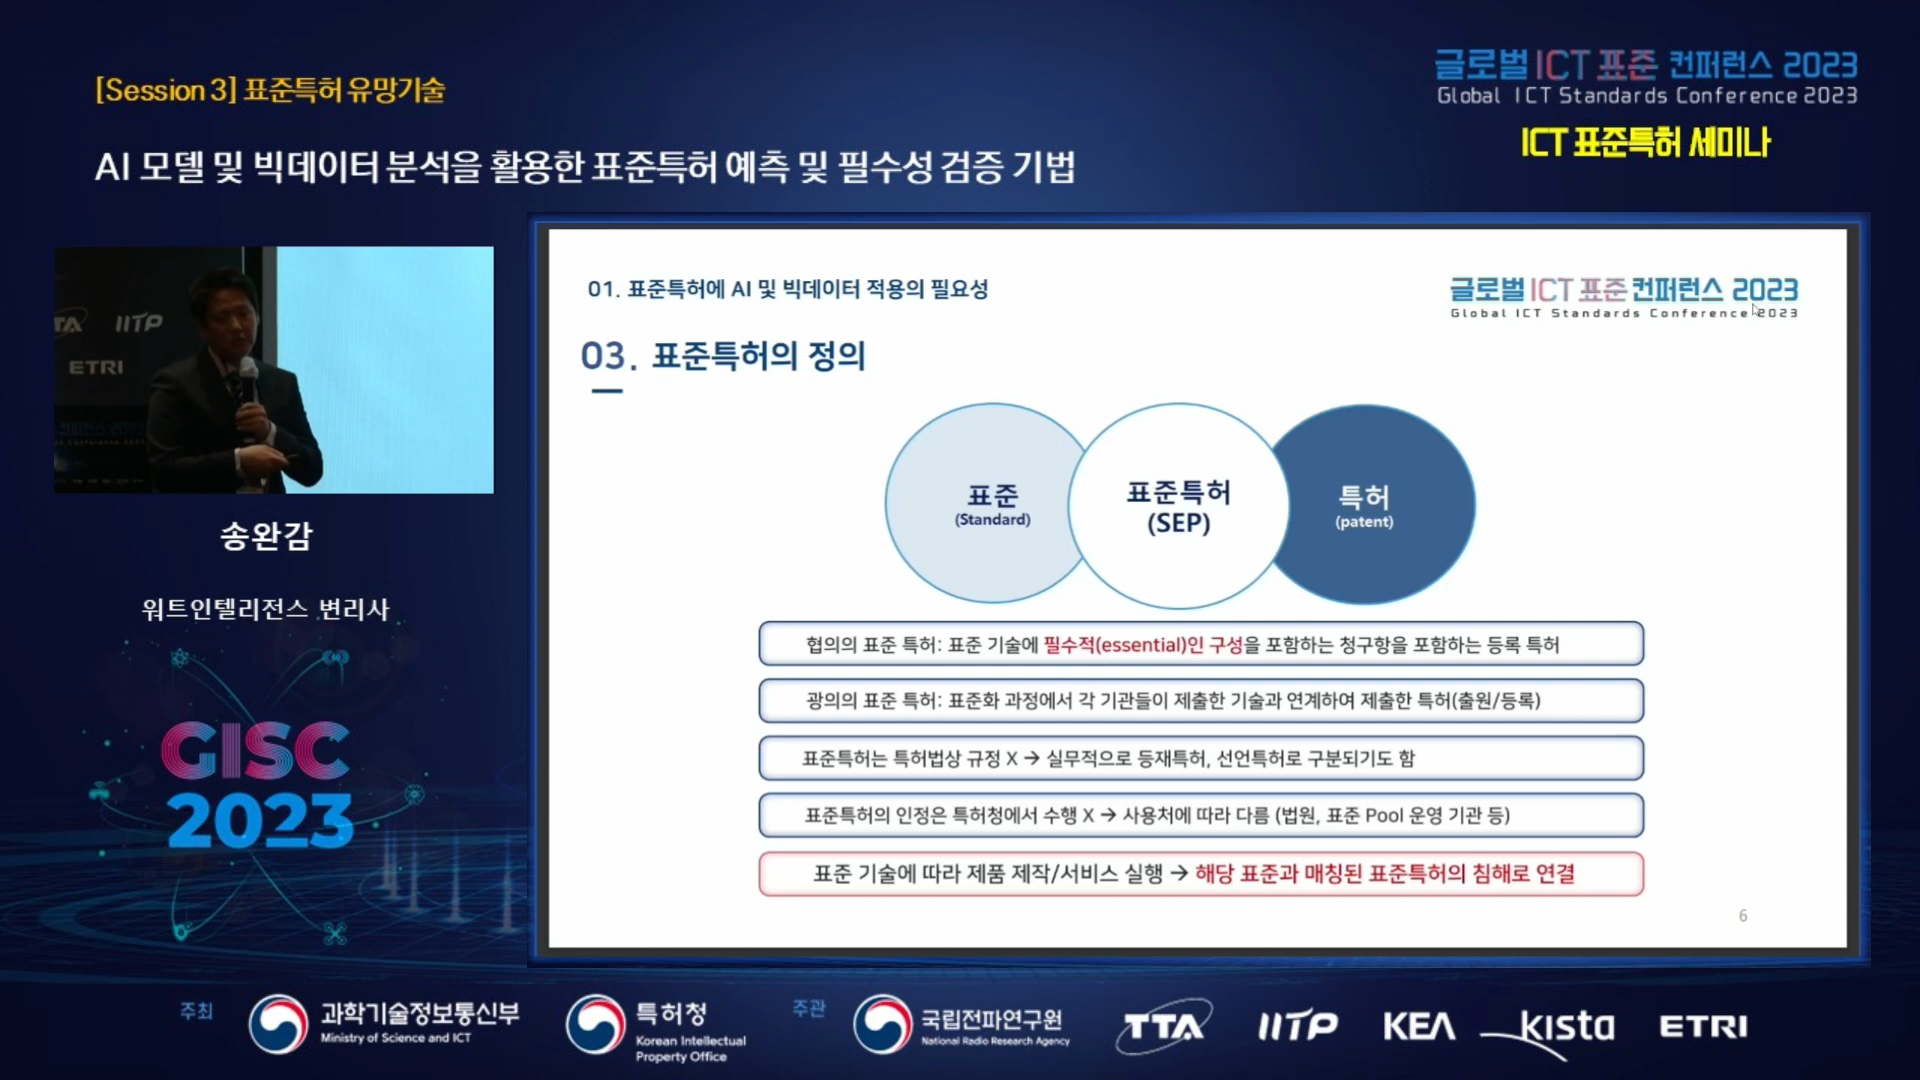 [Session 3] 표준특허 유망기술
AI 모델 및 빅데이터 분석을 활용한 표준특허 예측 및 필수성 검증 기법
글로벌 ICT 표준 컨퍼런스 2023
Global ICT Standards Conference 2023
ICT 표준특허 세미나
TA IITP
ETRI
송완감
워트인텔리전스 변리사
GISC
2023
01. 표준특허에 AI 및 빅데이터 적용의 필요성
글로벌 ICT 표준 컨퍼런스 2023
Global ICT Standards Conference 2023
03. 표준특허의 정의
표준
(Standard)
표준특허
(SEP)
특허
(patent)
협의의 표준 특허: 표준 기술에 필수적(essential)인 구성을 포함하는 청구항을 포함하는 등록 특허
광의의 표준 특허: 표준화 과정에서 각 기관들이 제출한 기술과 연계하여 제출한 특허(출원/등록)
표준특허는 특허법상 규정 X → 실무적으로 등재특허, 선언특허로 구분되기도 함
표준특허의 인정은 특허청에서 수행 X → 사용처에 따라 다름 (법원, 표준 Pool 운영 기관 등)
표준 기술에 따라 제품 제작/서비스 실행 → 해당 표준과 매칭된 표준특허의 침해로 연결
6
주최
과학기술정보통신부
Ministry of Science and ICT
특허청
Korean Intellectual
Property Office
주관
국립전파연구원
National Radio Research Agency
TTA
IITP
KEA
kista
ETRI